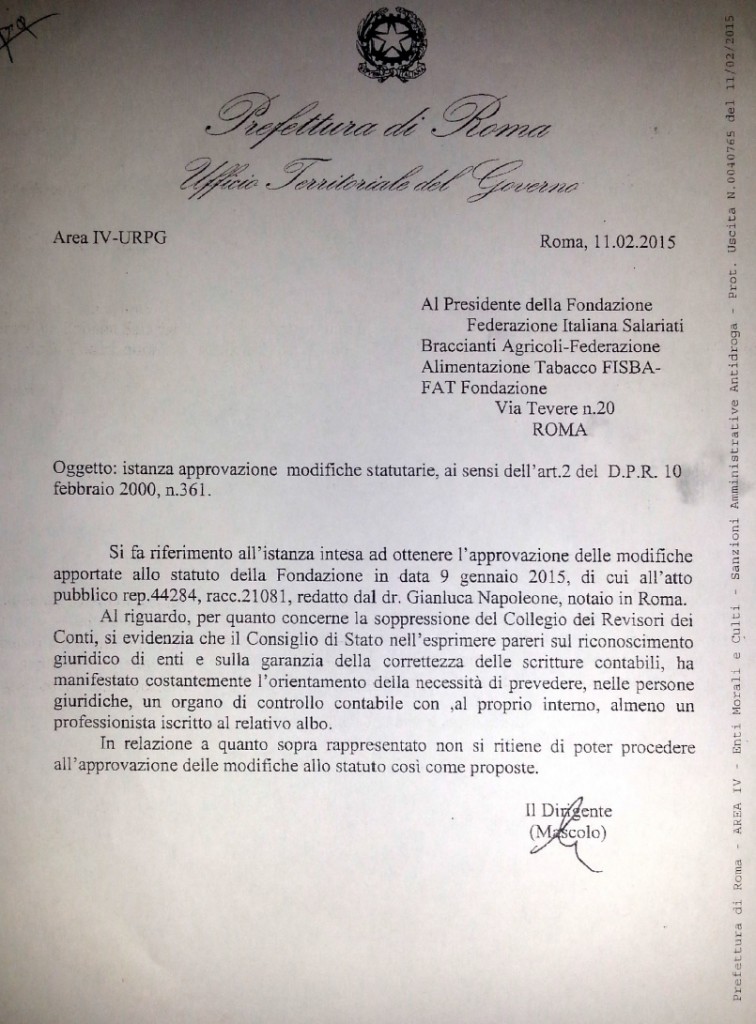 Prefettura di Roma
Ufficio Territoriale del Governo
Area IV-URPG
Roma, 11.02.2015
Al Presidente della Fondazione
Federazione Italiana Salariati
Braccianti Agricoli-Federazione
Alimentazione Tabacco FISBA-
FAT Fondazione
Via Tevere n.20
ROMA
Oggetto: istanza approvazione modifiche statutarie, ai sensi dell'art.2 del D.P.R. 10
febbraio 2000, n.361.
Si fa riferimento all'istanza intesa ad ottenere l'approvazione delle modifiche
apportate allo statuto della Fondazione in data 9 gennaio 2015, di cui all'atto
pubblico rep.44284, racc.21081, redatto dal dr. Gianluca Napoleone, notaio in Roma.
Al riguardo, per quanto concerne la soppressione del Collegio dei Revisori dei
Conti, si evidenzia che il Consiglio di Stato nell'esprimere pareri sul riconoscimento
giuridico di enti e sulla garanzia della correttezza delle scritture contabili, ha
manifestato costantemente l'orientamento della necessità di prevedere, nelle persone
giuridiche, un organo di controllo contabile con ,al proprio interno, almeno un
professionista iscritto al relativo albo.
In relazione a quanto sopra rappresentato non si ritiene di poter procedere
all'approvazione delle modifiche allo statuto così come proposte.
Il Dirigente
(Mascolo)
Prefettura di Roma - AREA IV - Enti Morali e Culti - Sanzioni Amministrative Antidroga - Prot. Uscita N.0040765 del 11/02/2015